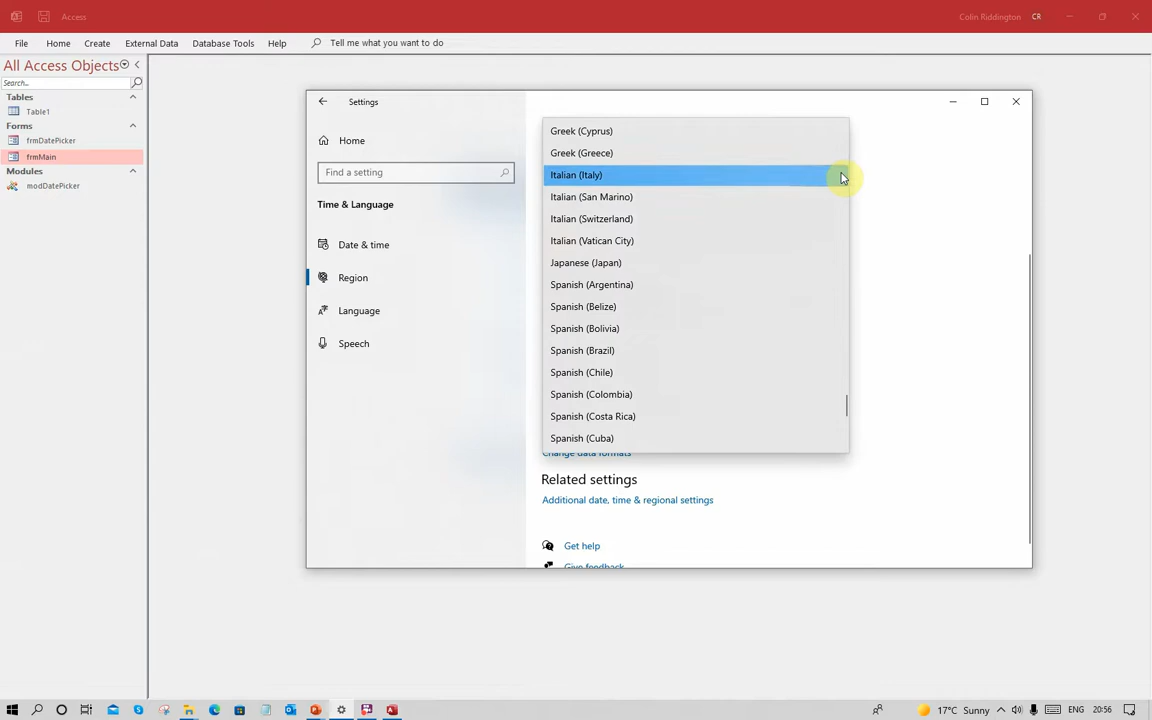 Access
Colin Riddington CR
File Home Create External Data Database Tools Help Tell me what you want to do
All Access Objects
Search...
Tables
Table1
Forms
frmDatePicker
frmMain
Modules
modDatePicker
Settings
Home
Find a setting
Time & Language
Date & time
Region
Language
Speech
Greek (Cyprus)
Greek (Greece)
Italian (Italy)
Italian (San Marino)
Italian (Switzerland)
Italian (Vatican City)
Japanese (Japan)
Spanish (Argentina)
Spanish (Belize)
Spanish (Bolivia)
Spanish (Brazil)
Spanish (Chile)
Spanish (Colombia)
Spanish (Costa Rica)
Spanish (Cuba)
Change data formats
Related settings
Additional date, time & regional settings
Get help
Give feedback
17°C Sunny ENG 20:56